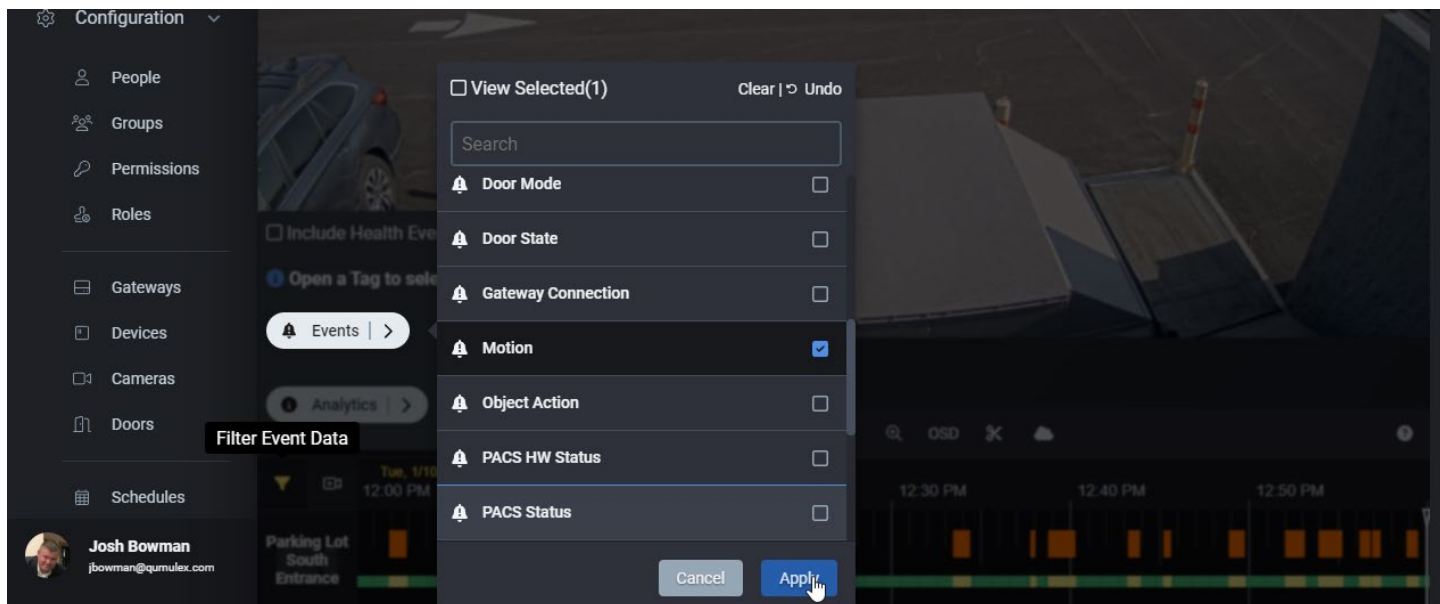 Configuration
People
Groups
Permissions
Roles
Gateways
Devices
Cameras
Doors
Schedules
Josh Bowman
jbowman@qumulex.com
Filter Event Data
Include Health Eve
Open a Tag to sele
Events
Analytics
View Selected(1)
Clear | Undo
Search
Door Mode
Door State
Gateway Connection
Motion
Object Action
PACS HW Status
PACS Status
Cancel Apply
OSD
Tue, 1/10
12:00 PM 12:30 PM 12:40 PM 12:50 PM
Parking Lot
South
Entrance